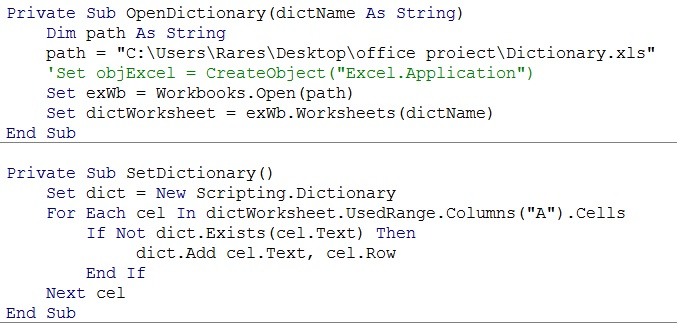 Private Sub OpenDictionary(dictName As String)
    Dim path As String
    path = "C:\Users\Rares\Desktop\office proiect\Dictionary.xls"
    'Set objExcel = CreateObject("Excel.Application")
    Set exWb = Workbooks.Open(path)
    Set dictWorksheet = exWb.Worksheets(dictName)
End Sub
Private Sub SetDictionary()
    Set dict = New Scripting.Dictionary
    For Each cel In dictWorksheet.UsedRange.Columns("A").Cells
        If Not dict.Exists(cel.Text) Then
             dict.Add cel.Text, cel.Row
        End If
    Next cel
End Sub